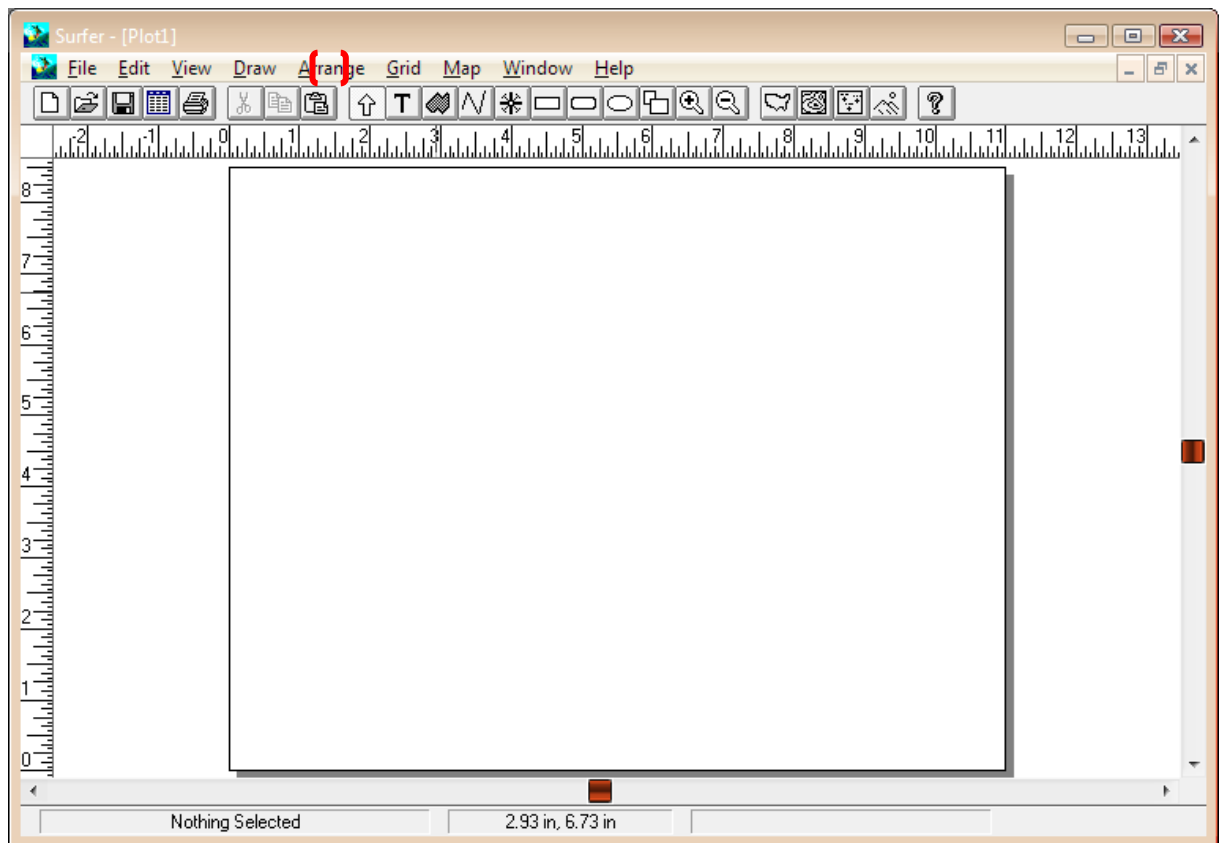 Surfer - [Plot1]
File Edit View Draw Arrange Grid Map Window Help
T
-2 -1 0 1 2 3 4 5 6 7 8 9 10 11 12 13
8
7
6
5
4
3
2
1
0
Nothing Selected 2.93 in, 6.73 in